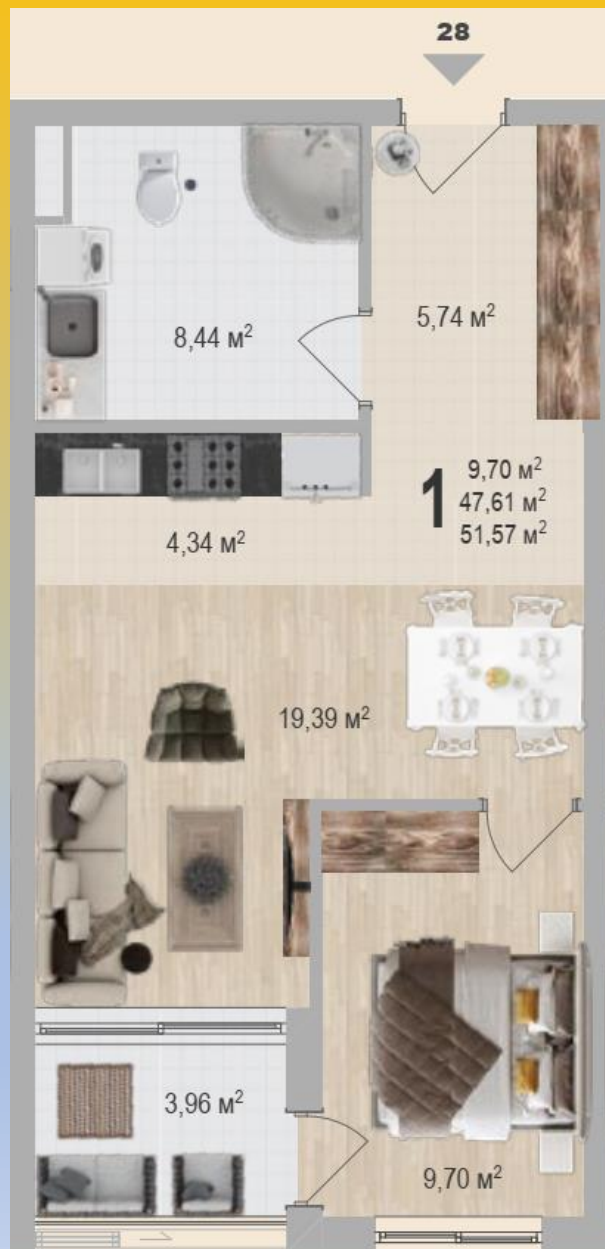 28
5,74 м²
8,44 м²
1
9,70 м²
47,61 м²
51,57 м²
4,34 м²
19,39 м²
3,96 м²
9,70 м²